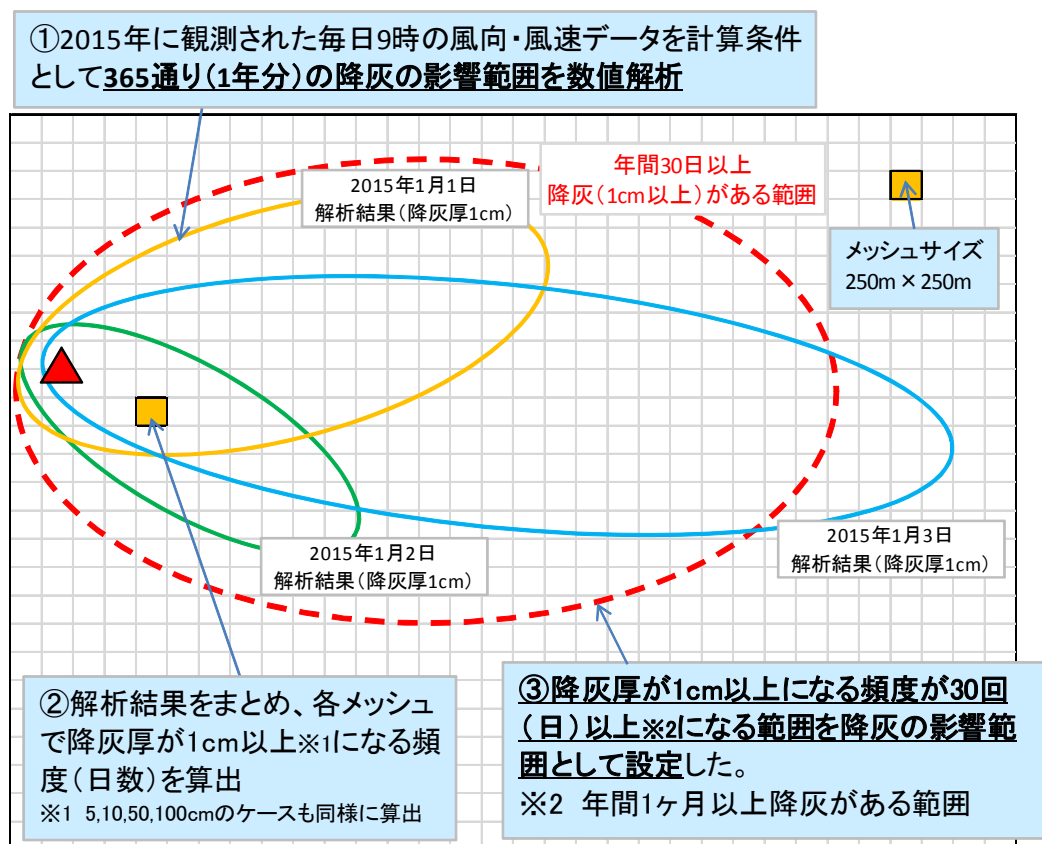 ①2015年に観測された毎日9時の風向・風速データを計算条件
として365通り(1年分)の降灰の影響範囲を数値解析
年間30日以上
降灰(1cm以上)がある範囲
2015年1月1日
解析結果(降灰厚1cm)
メッシュサイズ
250m×250m
2015年1月2日
解析結果(降灰厚1cm)
2015年1月3日
解析結果(降灰厚1cm)
②解析結果をまとめ、各メッシュ
で降灰厚が1cm以上※1になる頻
度(日数)を算出
※1 5,10,50,100cmのケースも同様に算出
③降灰厚が1cm以上になる頻度が30回
(日)以上※2になる範囲を降灰の影響範
囲として設定した。
※2 年間1ヶ月以上降灰がある範囲